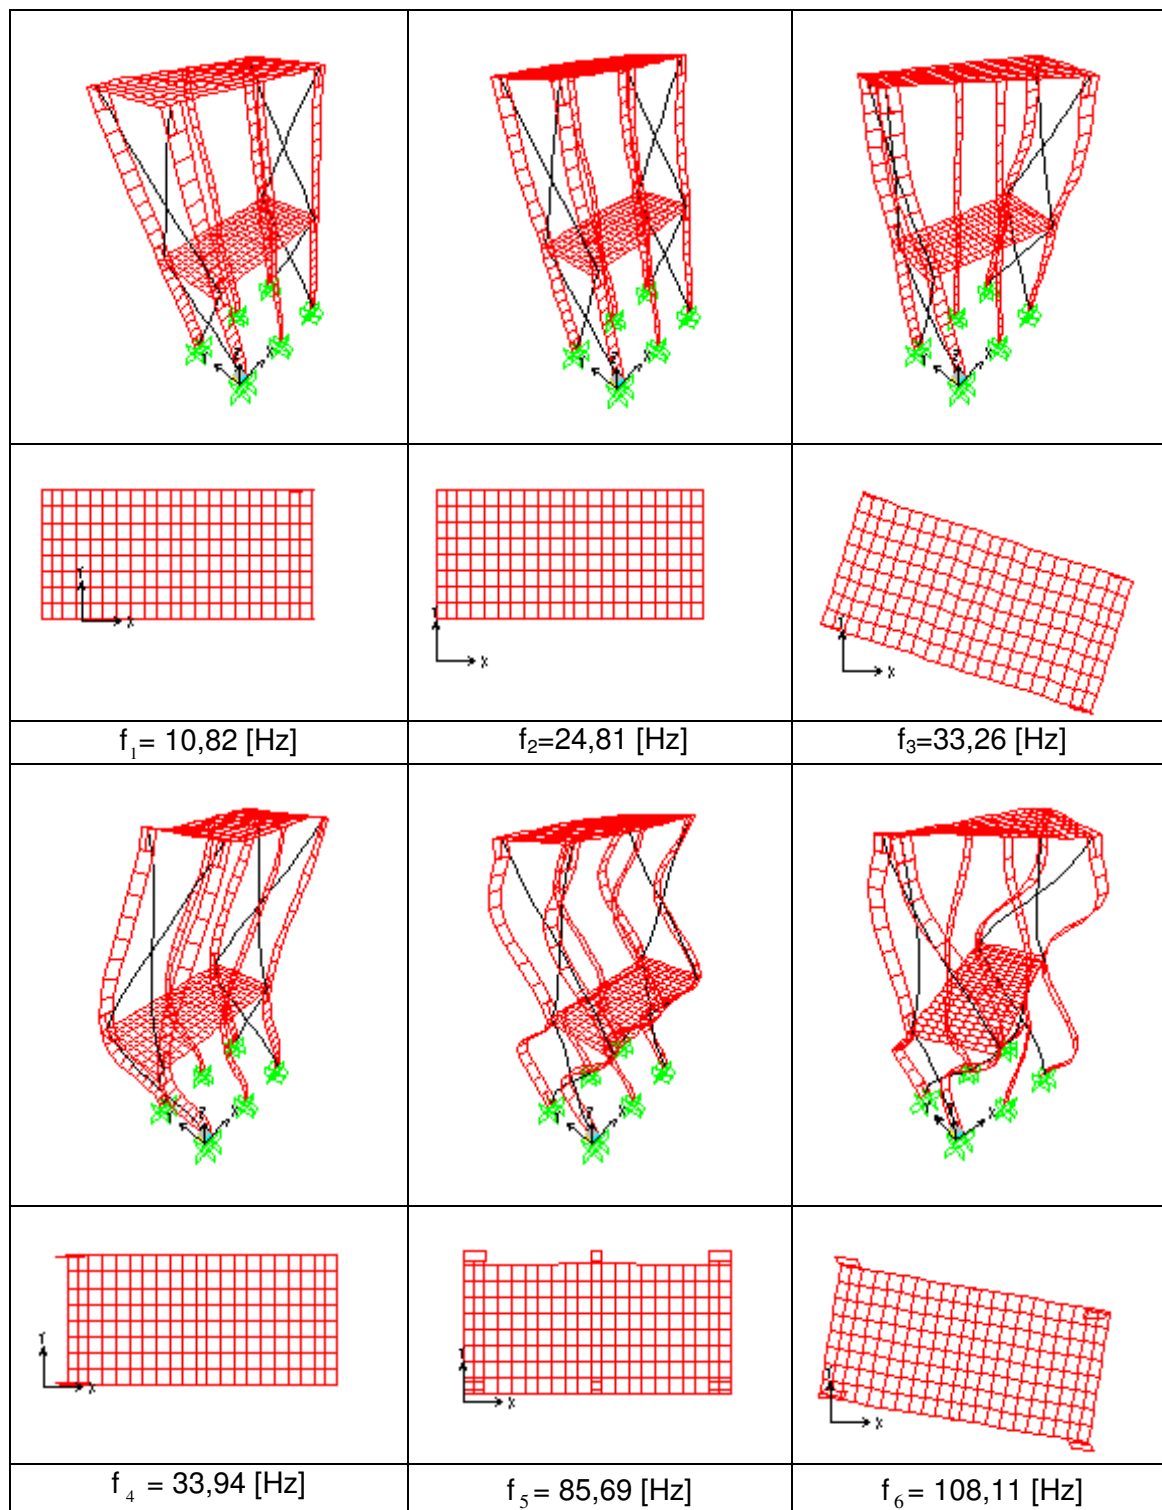 Y
Z
X
Y
Z
X
Y
Z
X
Y
X
Y
X
Y
X
f₁= 10,82 [Hz]
f₂=24,81 [Hz]
f₃=33,26 [Hz]
Y
Z
X
Y
Z
X
Y
Z
X
Y
X
Y
X
Y
X
f₄ = 33,94 [Hz]
f₅= 85,69 [Hz]
f₆= 108,11 [Hz]